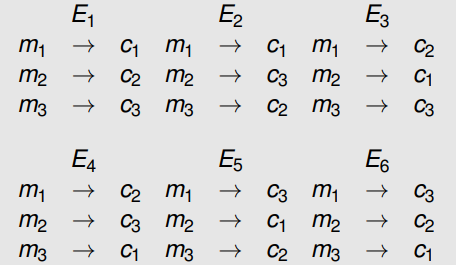 E₁ E₂ E₃
m₁ → c₁ m₁ → c₁ m₁ → c₂
m₂ → c₂ m₂ → c₃ m₂ → c₁
m₃ → c₃ m₃ → c₂ m₃ → c₃
E₄ E₅ E₆
m₁ → c₂ m₁ → c₃ m₁ → c₃
m₂ → c₃ m₂ → c₁ m₂ → c₂
m₃ → c₁ m₃ → c₂ m₃ → c₁